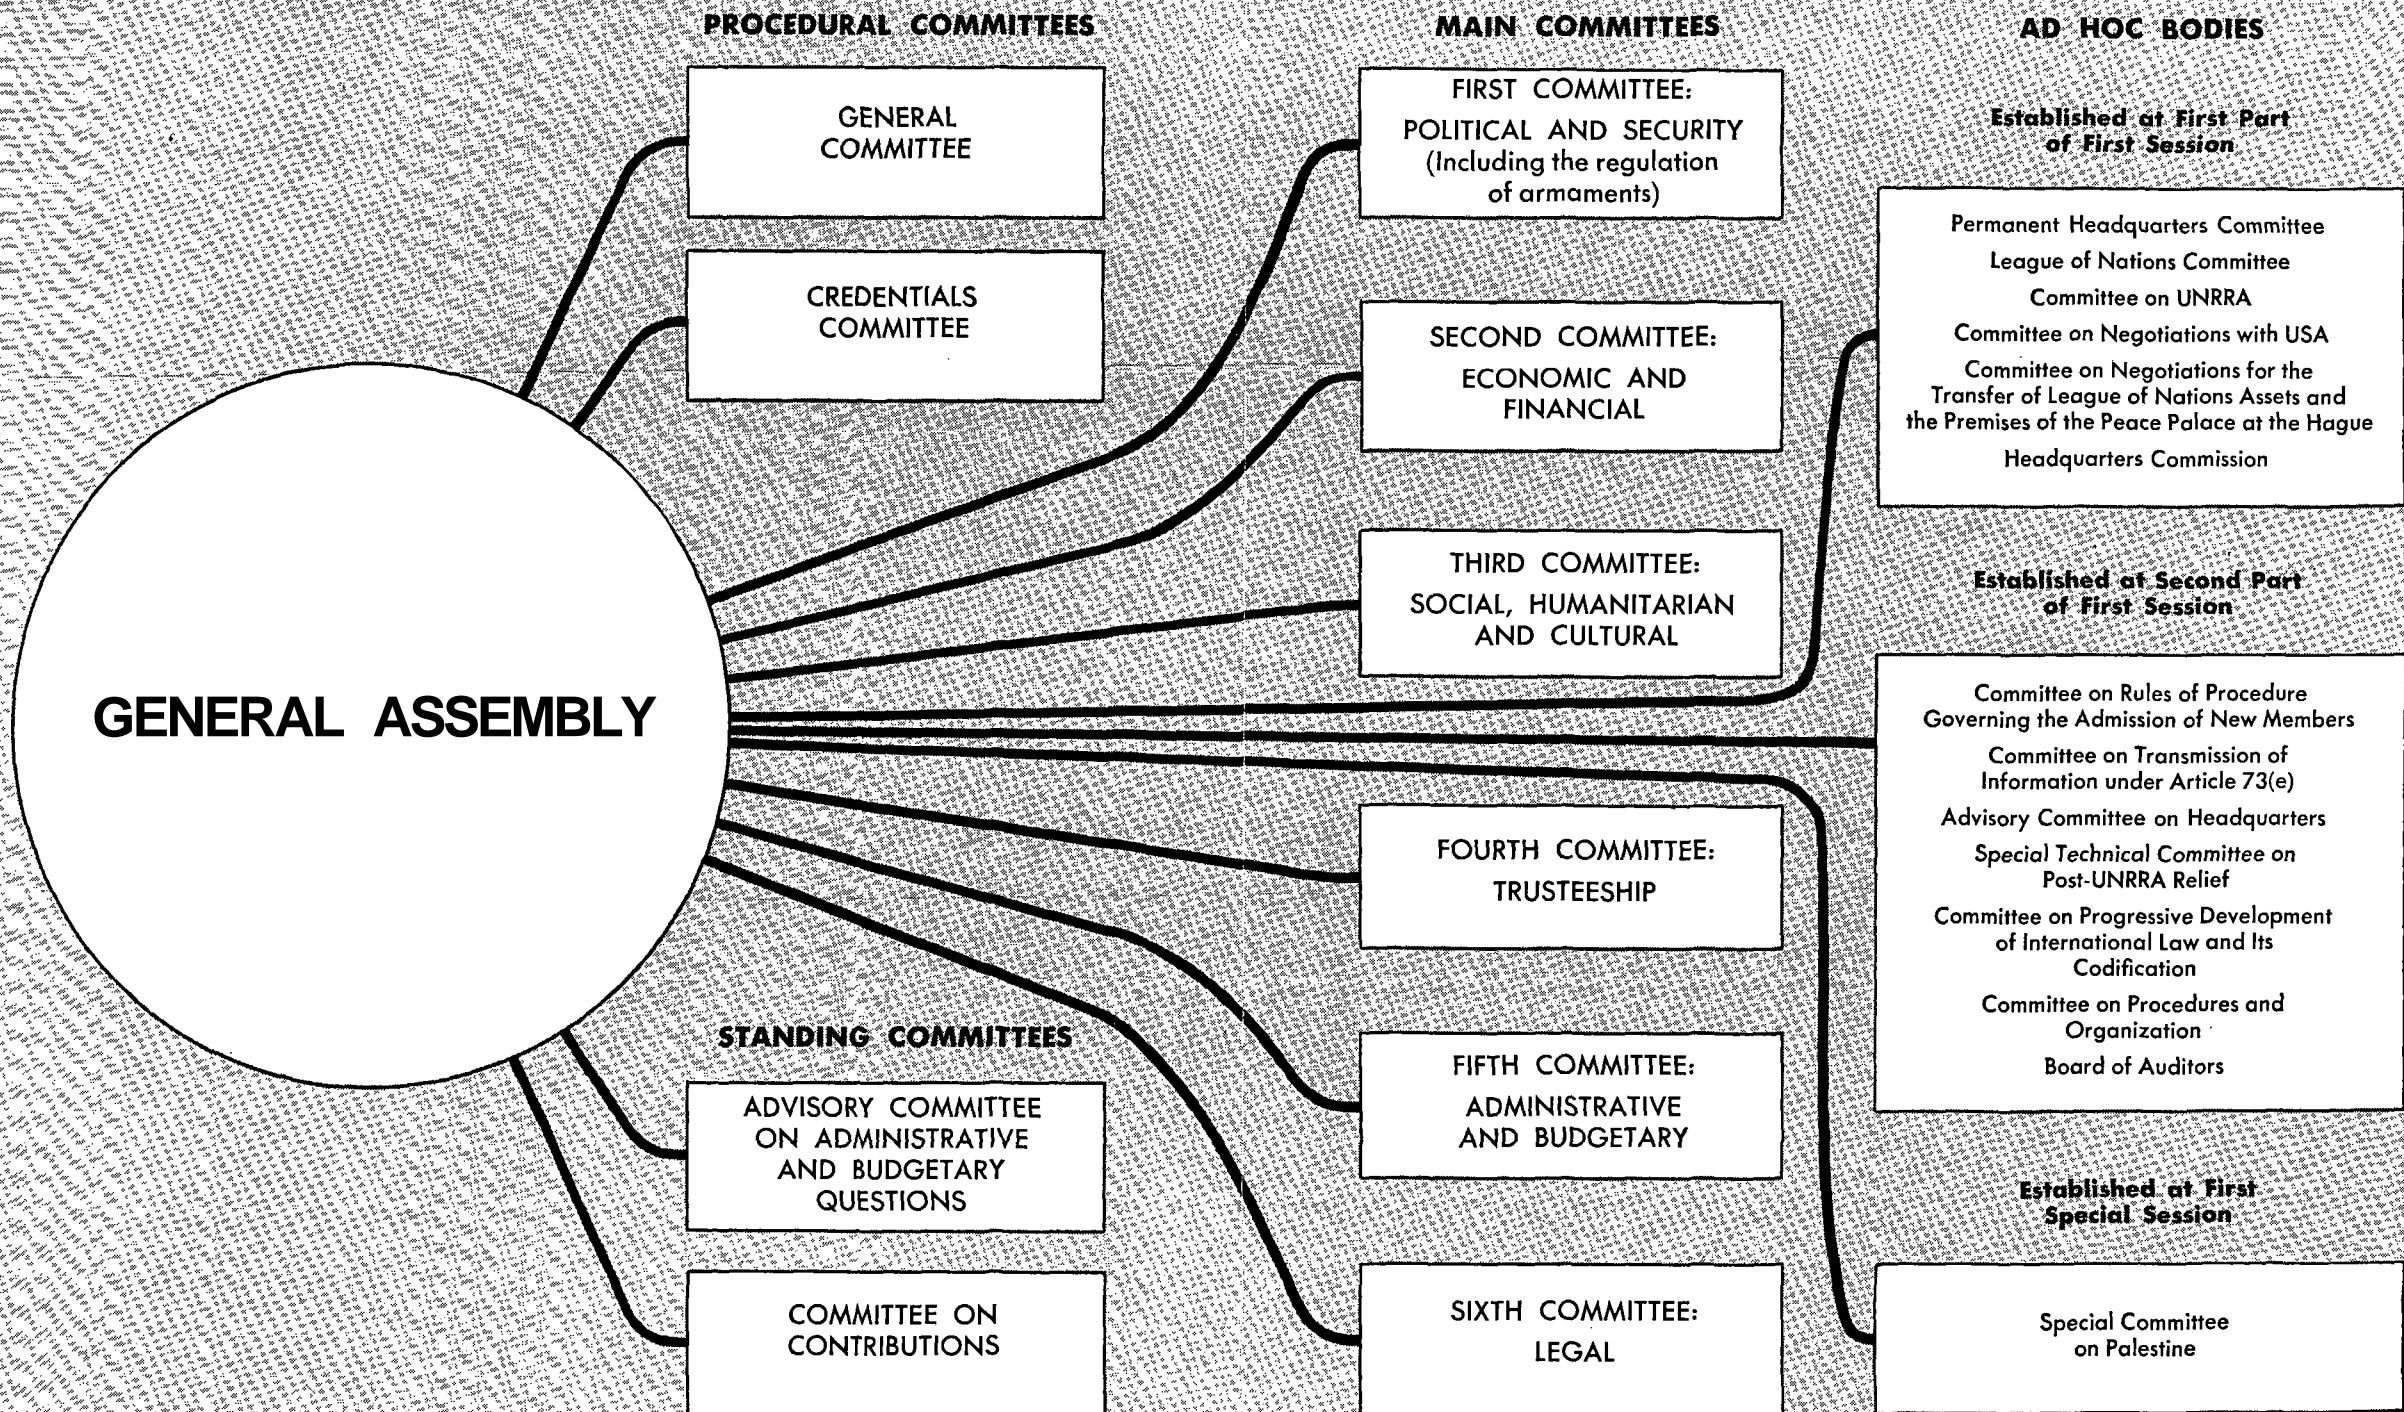 PROCEDURAL COMMITTEES
GENERAL
COMMITTEE
CREDENTIALS
COMMITTEE
GENERAL ASSEMBLY
STANDING COMMITTEES
ADVISORY COMMITTEE
ON ADMINISTRATIVE
AND BUDGETARY
QUESTIONS
COMMITTEE ON
CONTRIBUTIONS
MAIN COMMITTEES
FIRST COMMITTEE:
POLITICAL AND SECURITY
(Including the regulation
of armaments)
SECOND COMMITTEE:
ECONOMIC AND
FINANCIAL
THIRD COMMITTEE:
SOCIAL, HUMANITARIAN
AND CULTURAL
FOURTH COMMITTEE:
TRUSTEESHIP
FIFTH COMMITTEE:
ADMINISTRATIVE
AND BUDGETARY
SIXTH COMMITTEE:
LEGAL
AD HOC BODIES
Established at First Part
of First Session
Permanent Headquarters Committee
League of Nations Committee
Committee on UNRRA
Committee on Negotiations with USA
Committee on Negotiations for the
Transfer of League of Nations Assets and
the Premises of the Peace Palace at the Hague
Headquarters Commission
Established at Second Part
of First Session
Committee on Rules of Procedure
Governing the Admission of New Members
Committee on Transmission of
Information under Article 73(e)
Advisory Committee on Headquarters
Special Technical Committee on
Post-UNRRA Relief
Committee on Progressive Development
of International Law and Its
Codification
Committee on Procedures and
Organization
Board of Auditors
Established at First
Special Session
Special Committee
on Palestine